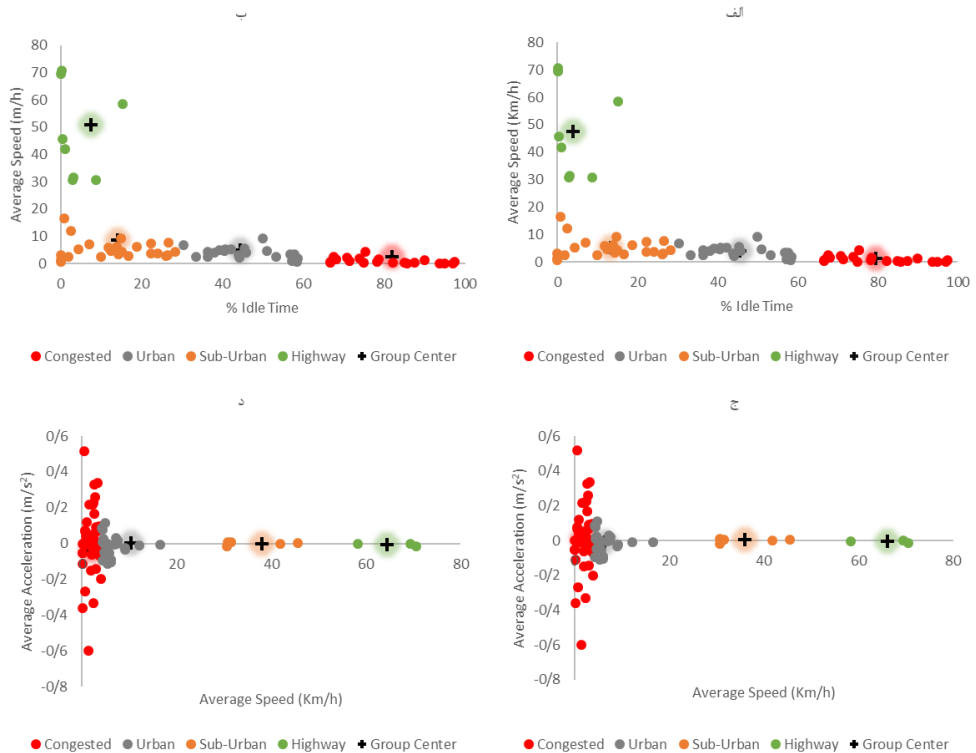 ب
80
70
60
50
40
30
20
10
0
Average Speed (m/h)
0 20 40 60 80 100
% Idle Time
Congested Urban Sub-Urban Highway Group Center
ألف
80
70
60
50
40
30
20
10
0
Average Speed (Km/h)
0 20 40 60 80 100
% Idle Time
Congested Urban Sub-Urban Highway Group Center
د
0/6
0/4
0/2
0
-0/2
-0/4
-0/6
-0/8
Average Acceleration (m/s²)
20 40 60 80
Average Speed (Km/h)
Congested Urban Sub-Urban Highway Group Center
ج
0/6
0/4
0/2
0
-0/2
-0/4
-0/6
-0/8
Average Acceleration (m/s²)
20 40 60 80
Average Speed (Km/h)
Congested Urban Sub-Urban Highway Group Center